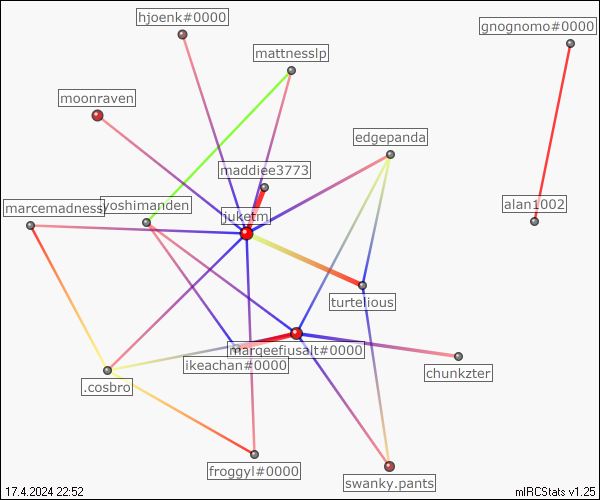 hjoenk#0000
gnognomo#0000
mattnesslp
moonraven
edgepanda
maddiee3773
marcemadness
yoshimanden
alan1002
juketm
turtelious
marqeefiusalt#0000
ikeachan#0000
chunkzter
.cosbro
froggyl#0000
swanky.pants
17.4.2024 22:52
mIRCStats v1.25